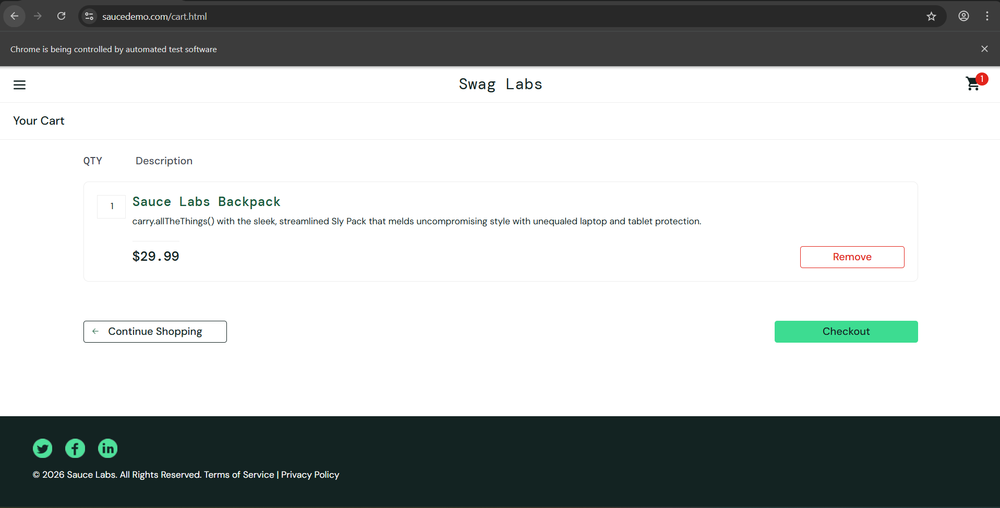 saucedemo.com/cart.html
Chrome is being controlled by automated test software
Swag Labs
1
Your Cart
QTY Description
1 Sauce Labs Backpack
carry.allTheThings() with the sleek, streamlined Sly Pack that melds uncompromising style with unequaled laptop and tablet protection.
$29.99
Remove
Continue Shopping
Checkout
© 2026 Sauce Labs. All Rights Reserved. Terms of Service | Privacy Policy